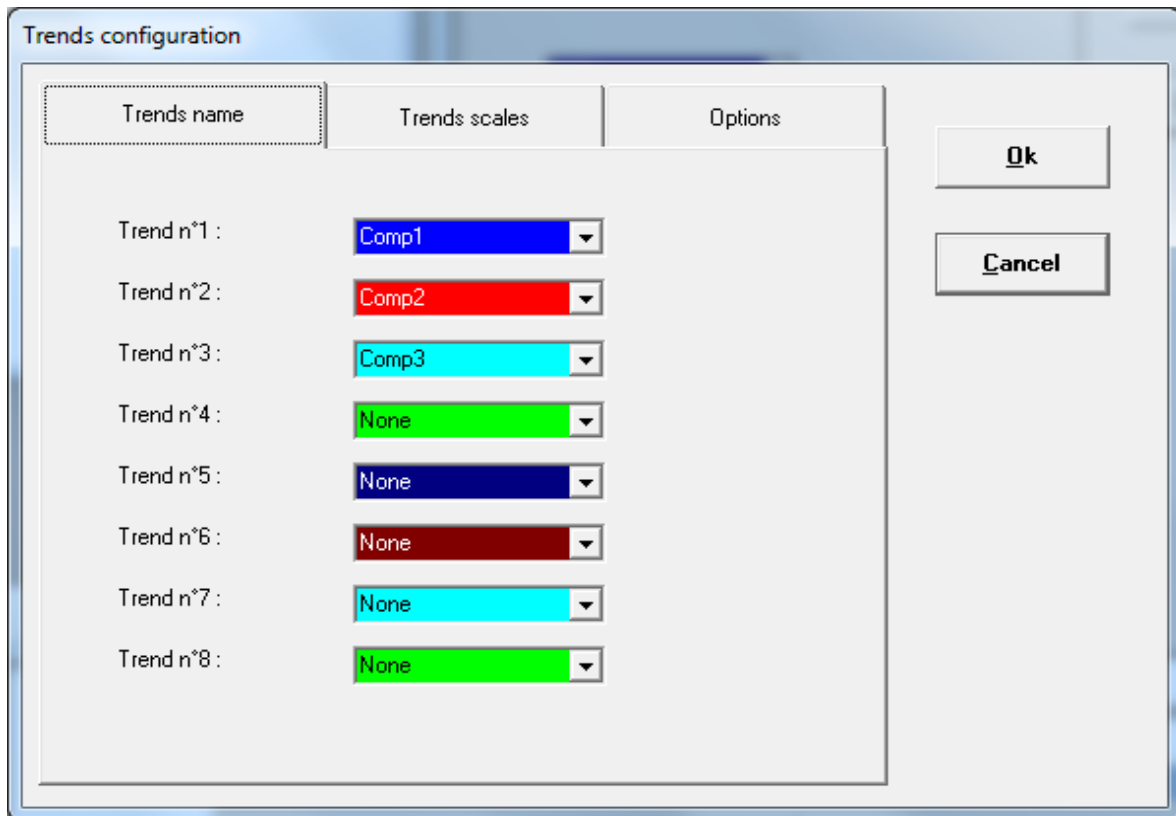 Trends configuration
Trends name
Trends scales
Options
Ok
Cancel
Trend n°1 :
Comp1
Trend n°2 :
Comp2
Trend n°3 :
Comp3
Trend n°4 :
None
Trend n°5 :
None
Trend n°6 :
None
Trend n°7 :
None
Trend n°8 :
None